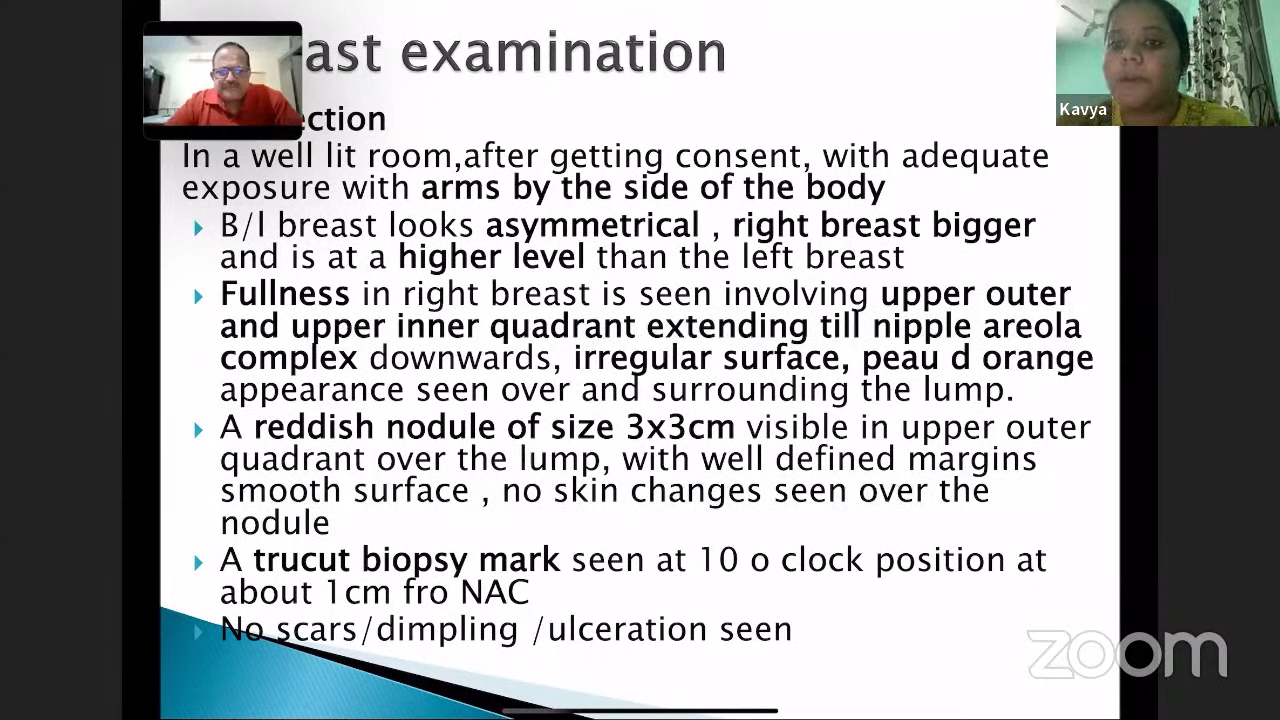 ast examination
ection
In a well lit room,after getting consent, with adequate
exposure with arms by the side of the body
B/l breast looks asymmetrical , right breast bigger
and is at a higher level than the left breast
Fullness in right breast is seen involving upper outer
and upper inner quadrant extending till nipple areola
complex downwards, irregular surface, peau d orange
appearance seen over and surrounding the lump.
A reddish nodule of size 3x3cm visible in upper outer
quadrant over the lump, with well defined margins
smooth surface , no skin changes seen over the
nodule
A trucut biopsy mark seen at 10 o clock position at
about 1cm fro NAC
No scars/dimpling /ulceration seen
Kavya
zoom